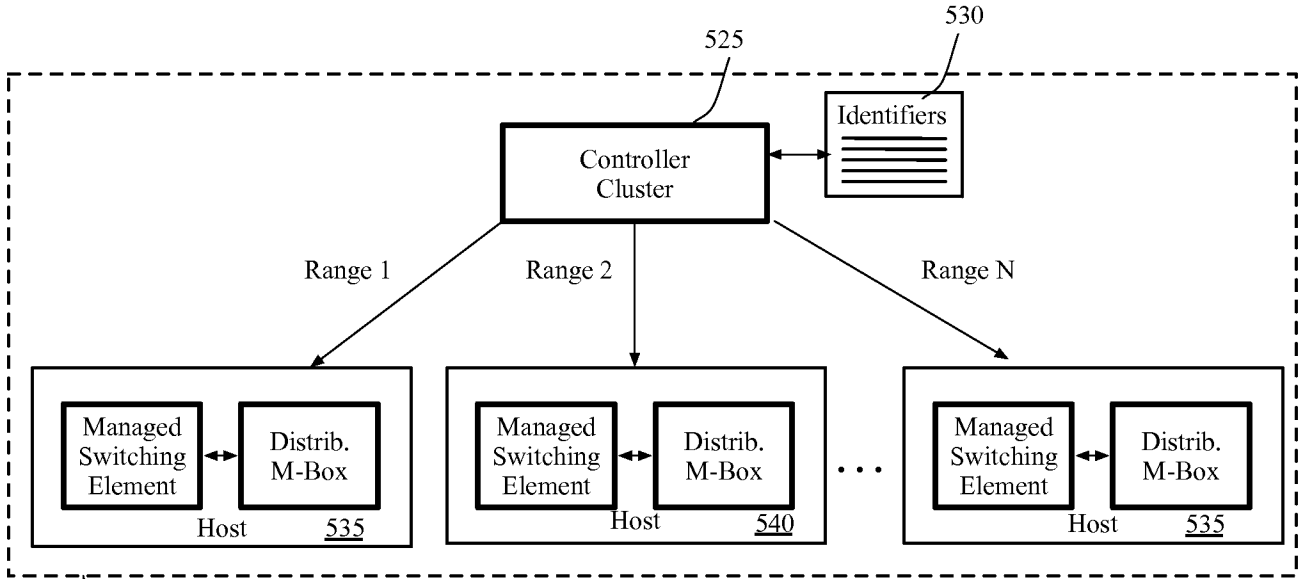 525
530
Identifiers
Controller
Cluster
Range 1
Range 2
Range N
Managed
Switching
Element
Distrib.
M-Box
Host
535
Managed
Switching
Element
Distrib.
M-Box
Host
540
...
Managed
Switching
Element
Distrib.
M-Box
Host
535